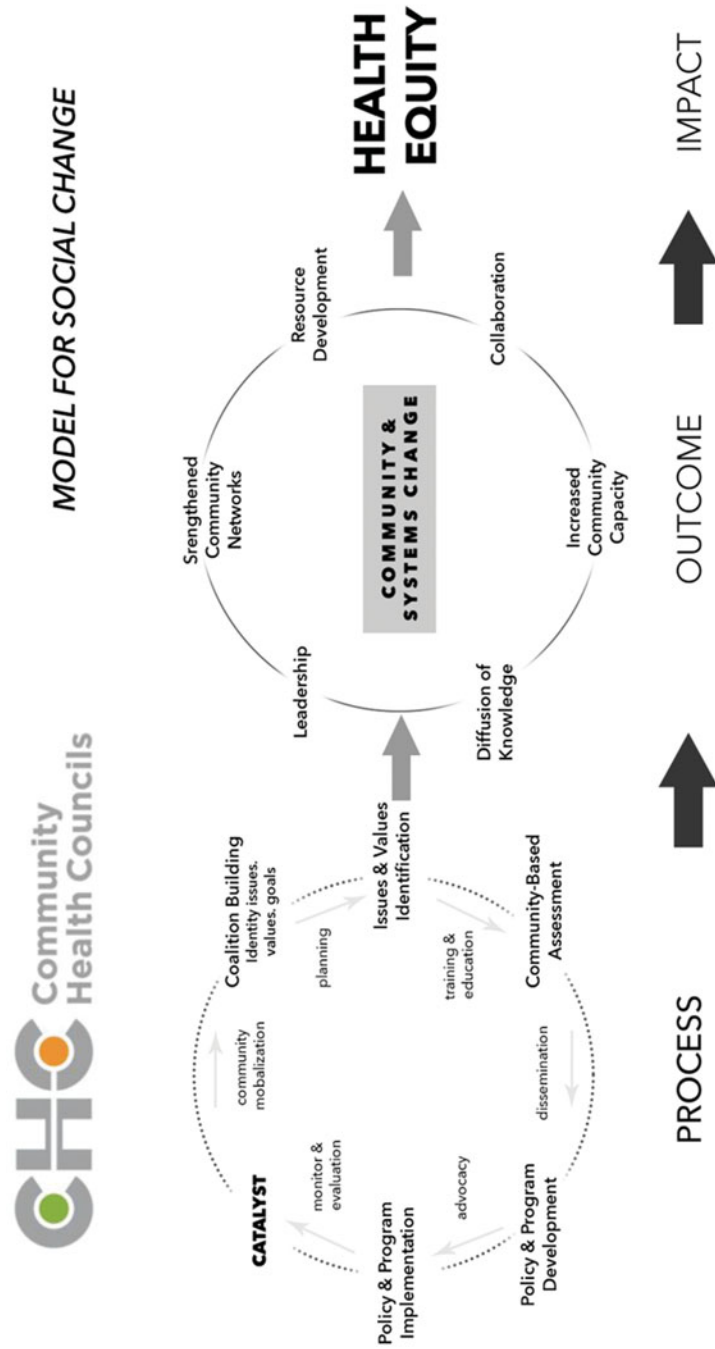 CHC Community
Health Councils
MODEL FOR SOCIAL CHANGE
CATALYST
community
mobalization
Coalition Building
Identity issues.
values. goals
planning
Issues & Values
Identification
training &
education
Community-Based
Assessment
dissemination
Policy & Program
Development
advocacy
Policy & Program
Implementation
monitor &
evaluation
Leadership
Srengthened
Community
Networks
Resource
Development
COMMUNITY &
SYSTEMS CHANGE
Collaboration
Increased
Community
Capacity
Diffusion of
Knowledge
HEALTH
EQUITY
PROCESS
OUTCOME
IMPACT